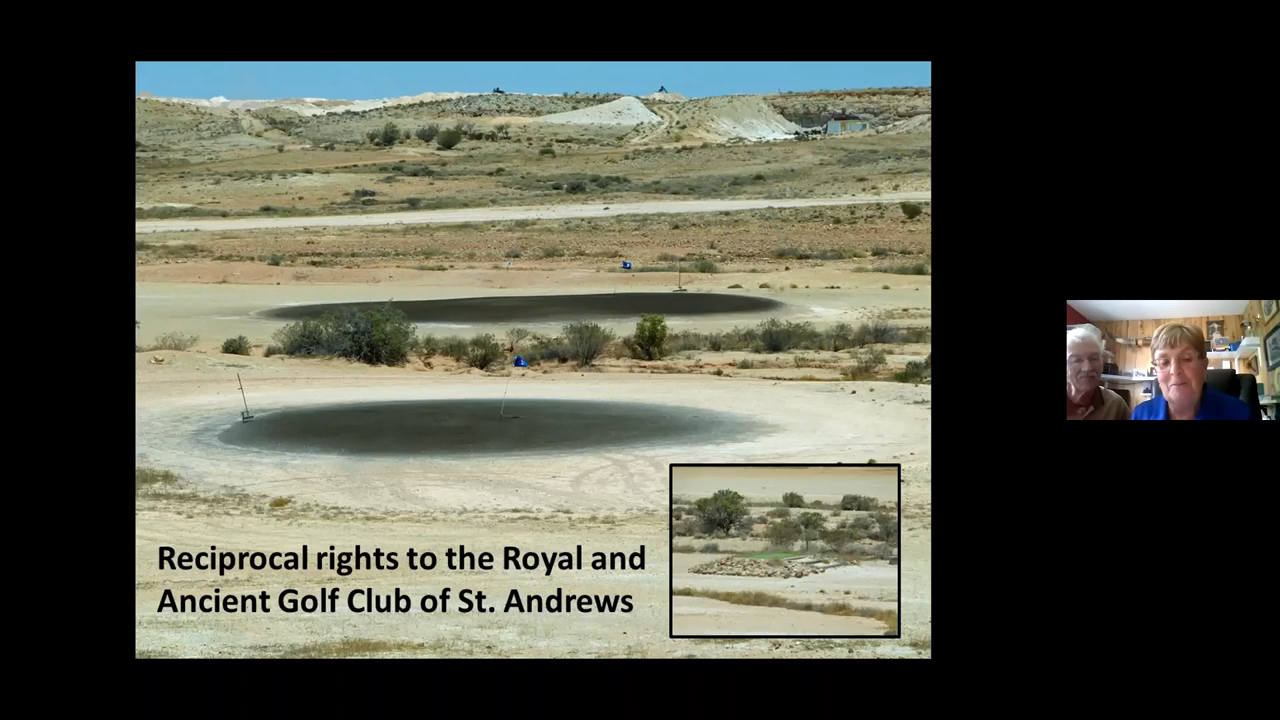 Reciprocal rights to the Royal and
Ancient Golf Club of St. Andrews